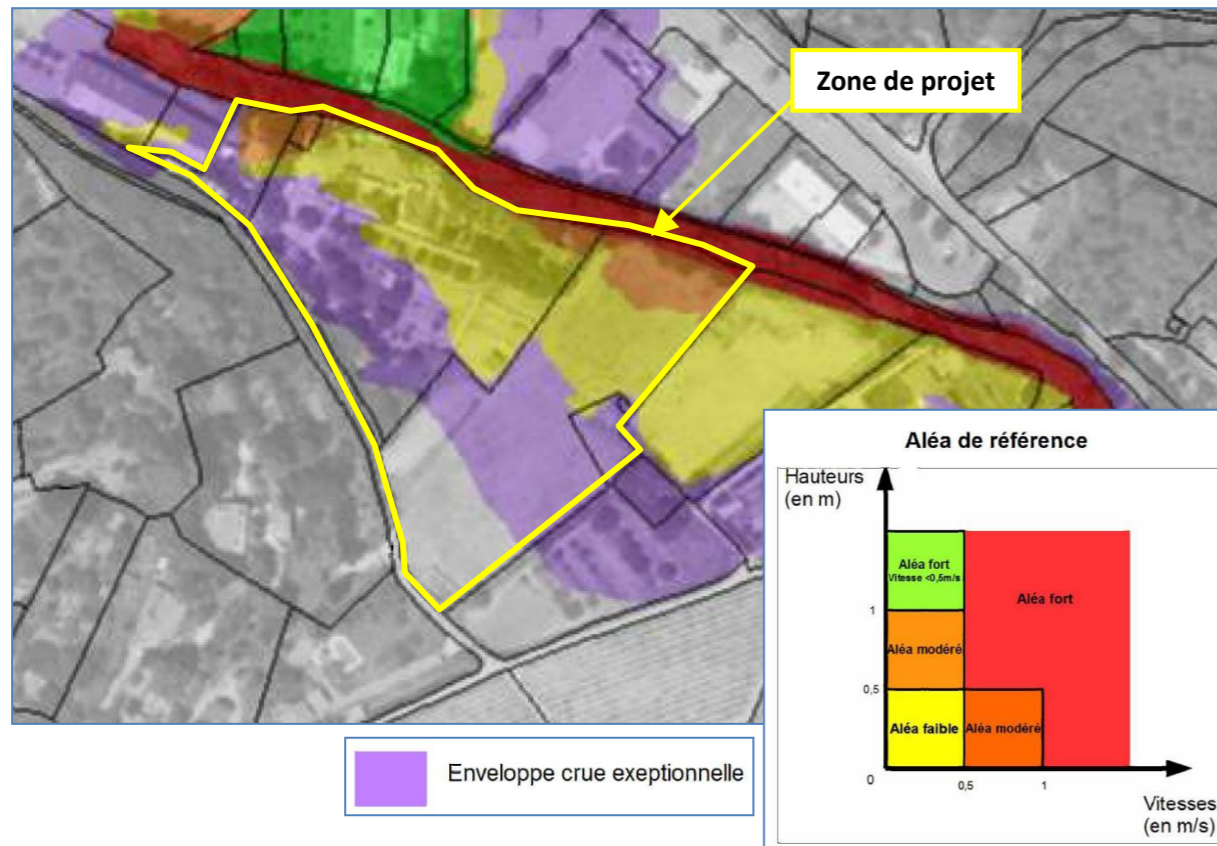 Zone de projet
Aléa de référence
Hauteurs
(en m)
Aléa fort
Vitesse <0,5m/s
Aléa fort
1
Aléa modéré
0,5
Aléa faible
Aléa modéré
0
0,5
1
Vitesses
(en m/s)
Enveloppe crue exeptionnelle